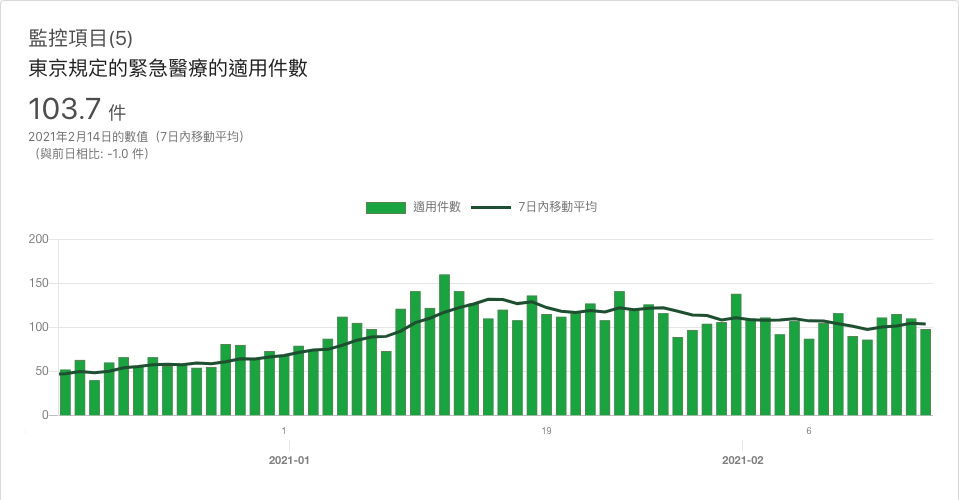 監控項目(5)
東京規定的緊急醫療的適用件數
103.7 件
2021年2月14日的數值（7日內移動平均）
（與前日相比: -1.0 件）
適用件數 7日內移動平均
200
150
100
50
0
1 19 6
2021-01 2021-02